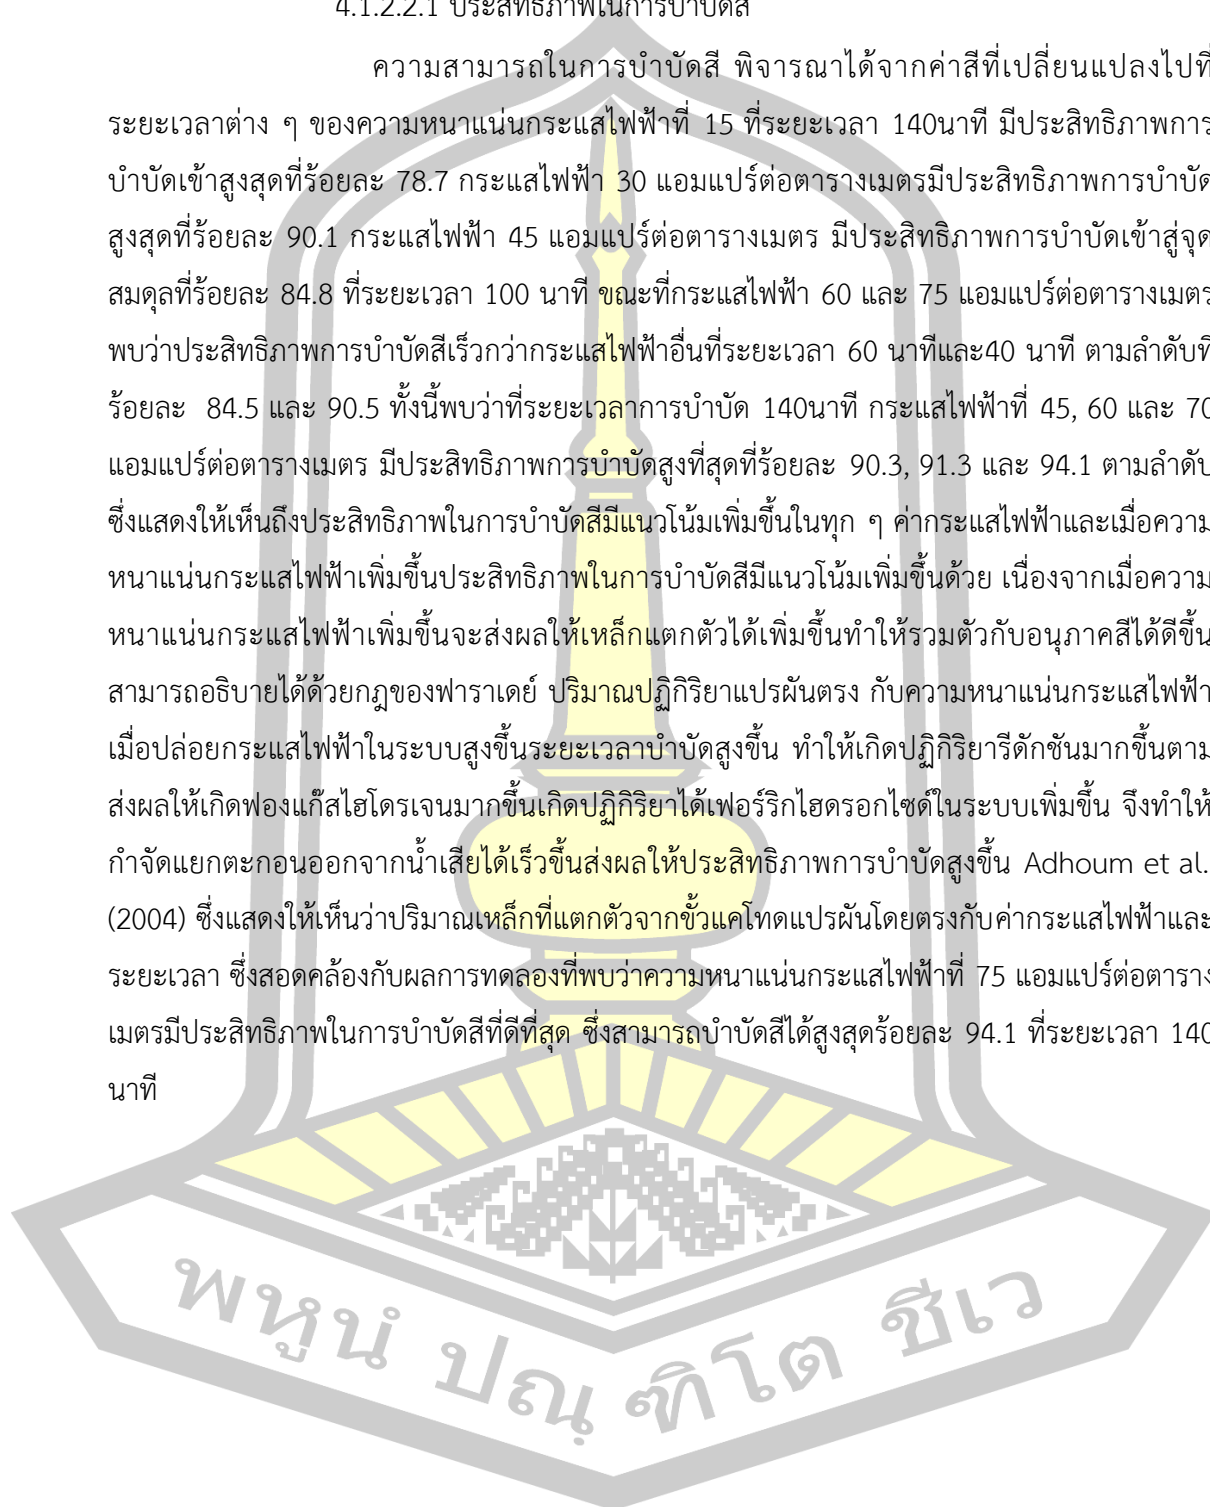 4.1.2.2.1 ประสิทธิภาพในการบำบัดสี
ความสามารถในการบำบัดสี พิจารณาได้จากค่าสีที่เปลี่ยนแปลงไปที่
ระยะเวลาต่าง ๆ ของความหนาแน่นกระแสไฟฟ้าที่ 15 ที่ระยะเวลา 140นาที มีประสิทธิภาพการ
บำบัดเข้าสูงสุดที่ร้อยละ 78.7 กระแสไฟฟ้า 30 แอมแปร์ต่อตารางเมตรมีประสิทธิภาพการบำบัด
สูงสุดที่ร้อยละ 90.1 กระแสไฟฟ้า 45 แอมแปร์ต่อตารางเมตร มีประสิทธิภาพการบำบัดเข้าสู่จุด
สมดุลที่ร้อยละ 84.8 ที่ระยะเวลา 100 นาที ขณะที่กระแสไฟฟ้า 60 และ 75 แอมแปร์ต่อตารางเมตร
พบว่าประสิทธิภาพการบำบัดสีเร็วกว่ากระแสไฟฟ้าอื่นที่ระยะเวลา 60 นาทีและ40 นาที ตามลำดับที่
ร้อยละ 84.5 และ 90.5 ทั้งนี้พบว่าที่ระยะเวลาการบำบัด 140นาที กระแสไฟฟ้าที่ 45, 60 และ 70
แอมแปร์ต่อตารางเมตร มีประสิทธิภาพการบำบัดสูงที่สุดที่ร้อยละ 90.3, 91.3 และ 94.1 ตามลำดับ
ซึ่งแสดงให้เห็นถึงประสิทธิภาพในการบำบัดสีมีแนวโน้มเพิ่มขึ้นในทุก ๆ ค่ากระแสไฟฟ้าและเมื่อความ
หนาแน่นกระแสไฟฟ้าเพิ่มขึ้นประสิทธิภาพในการบำบัดสีมีแนวโน้มเพิ่มขึ้นด้วย เนื่องจากเมื่อความ
หนาแน่นกระแสไฟฟ้าเพิ่มขึ้นจะส่งผลให้เหล็กแตกตัวได้เพิ่มขึ้นทำให้รวมตัวกับอนุภาคสีได้ดีขึ้น
สามารถอธิบายได้ด้วยกฎของฟาราเดย์ ปริมาณปฏิกิริยาแปรผันตรง กับความหนาแน่นกระแสไฟฟ้า
เมื่อปล่อยกระแสไฟฟ้าในระบบสูงขึ้นระยะเวลาบำบัดสูงขึ้น ทำให้เกิดปฏิกิริยารีดักชันมากขึ้นตาม
ส่งผลให้เกิดฟองแก๊สไฮโดรเจนมากขึ้นเกิดปฏิกิริยาได้เฟอร์ริกไฮดรอกไซด์ในระบบเพิ่มขึ้น จึงทำให้
กำจัดแยกตะกอนออกจากน้ำเสียได้เร็วขึ้นส่งผลให้ประสิทธิภาพการบำบัดสูงขึ้น Adhoum et al.
(2004) ซึ่งแสดงให้เห็นว่าปริมาณเหล็กที่แตกตัวจากขั้วแคโทดแปรผันโดยตรงกับค่ากระแสไฟฟ้าและ
ระยะเวลา ซึ่งสอดคล้องกับผลการทดลองที่พบว่าความหนาแน่นกระแสไฟฟ้าที่ 75 แอมแปร์ต่อตาราง
เมตรมีประสิทธิภาพในการบำบัดสีที่ดีที่สุด ซึ่งสามารถบำบัดสีได้สูงสุดร้อยละ 94.1 ที่ระยะเวลา 140
นาที
พหูนํ ปณฺฑิโต ชีเว